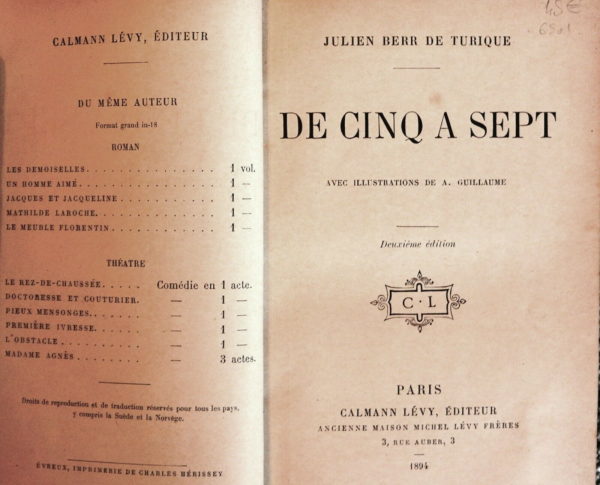 CALMANN LÉVY, ÉDITEUR
DU MÊME AUTEUR
Format grand in-18
ROMAN
LES DEMOISELLES. . . . . . . . . . . . . . . . 1 vol.
UN HOMME AIMÉ. . . . . . . . . . . . . . . . . 1 —
JACQUES ET JACQUELINE . . . . . . . . . . . . 1 —
MATHILDE LAROCHE. . . . . . . . . . . . . . . 1 —
LE MEUBLE FLORENTIN . . . . . . . . . . . . . 1 —
THÉATRE
LE REZ-DE-CHAUSSÉE. . . . . Comédie en 1 acte.
DOCTORESSE ET COUTURIER. — 1 —
PIEUX MENSONGES. . . . . . — 1 —
PREMIÈRE IVRESSE. . . . . . — 1 —
L'OBSTACLE . . . . . . . . . — 1 —
MADAME AGNÈS . . . . . . . . — 3 actes.
Droits de reproduction et de traduction réservés pour tous les pays,
y compris la Suède et la Norvège.
ÉVREUX, IMPRIMERIE DE CHARLES HÉRISSEY
45 €
JULIEN BERR DE TURIQUE
DE CINQ A SEPT
AVEC ILLUSTRATIONS DE A. GUILLAUME
Deuxième édition
C · L
PARIS
CALMANN LÉVY, ÉDITEUR
ANCIENNE MAISON MICHEL LÉVY FRÈRES
3, RUE AUBER, 3
1894